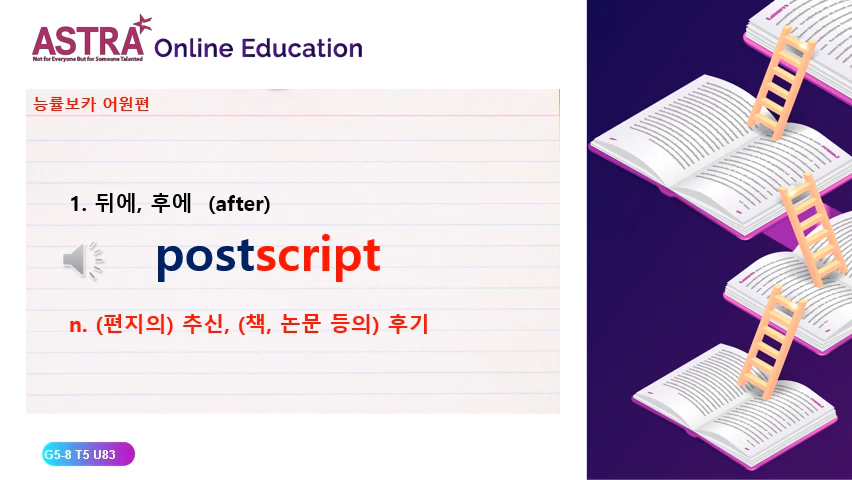 ASTRA Online Education
Not for Everyone But for Someone Talented
능률보카 어원편
1. 뒤에, 후에 (after)
postscript
n. (편지의) 추신, (책, 논문 등의) 후기
G5-8 T5 U83